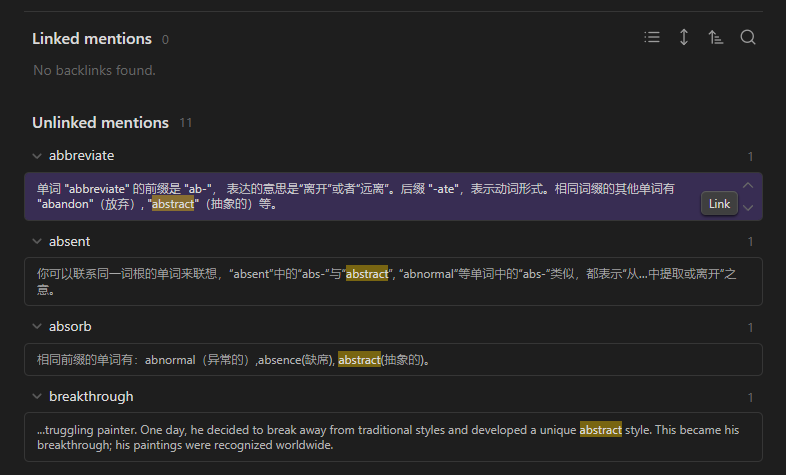 Linked mentions 0
No backlinks found.
Unlinked mentions 11
abbreviate 1
单词 "abbreviate" 的前缀是 "ab-"， 表达的意思是“离开”或者“远离”。后缀 "-ate"，表示动词形式。相同词缀的其他单词有
"abandon"（放弃）, "abstract"（抽象的）等。
Link
absent 1
你可以联系同一词根的单词来联想，“absent”中的“abs-”与“abstract”, “abnormal”等单词中的“abs-”类似，都表示“从...中提取或离开”之
意。
absorb 1
相同前缀的单词有：abnormal（异常的）,absence(缺席), abstract(抽象的)。
breakthrough 1
...truggling painter. One day, he decided to break away from traditional styles and developed a unique abstract style. This became his
breakthrough; his paintings were recognized worldwide.